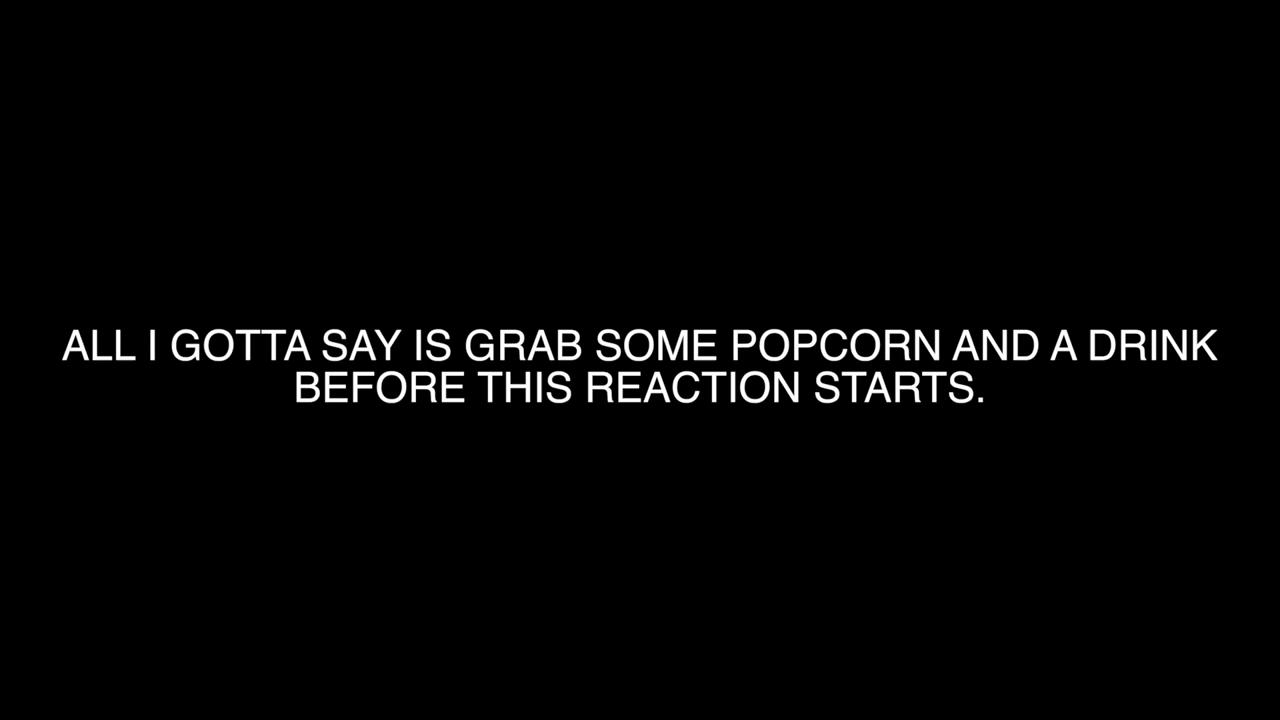 ALL I GOTTA SAY IS GRAB SOME POPCORN AND A DRINK
BEFORE THIS REACTION STARTS.